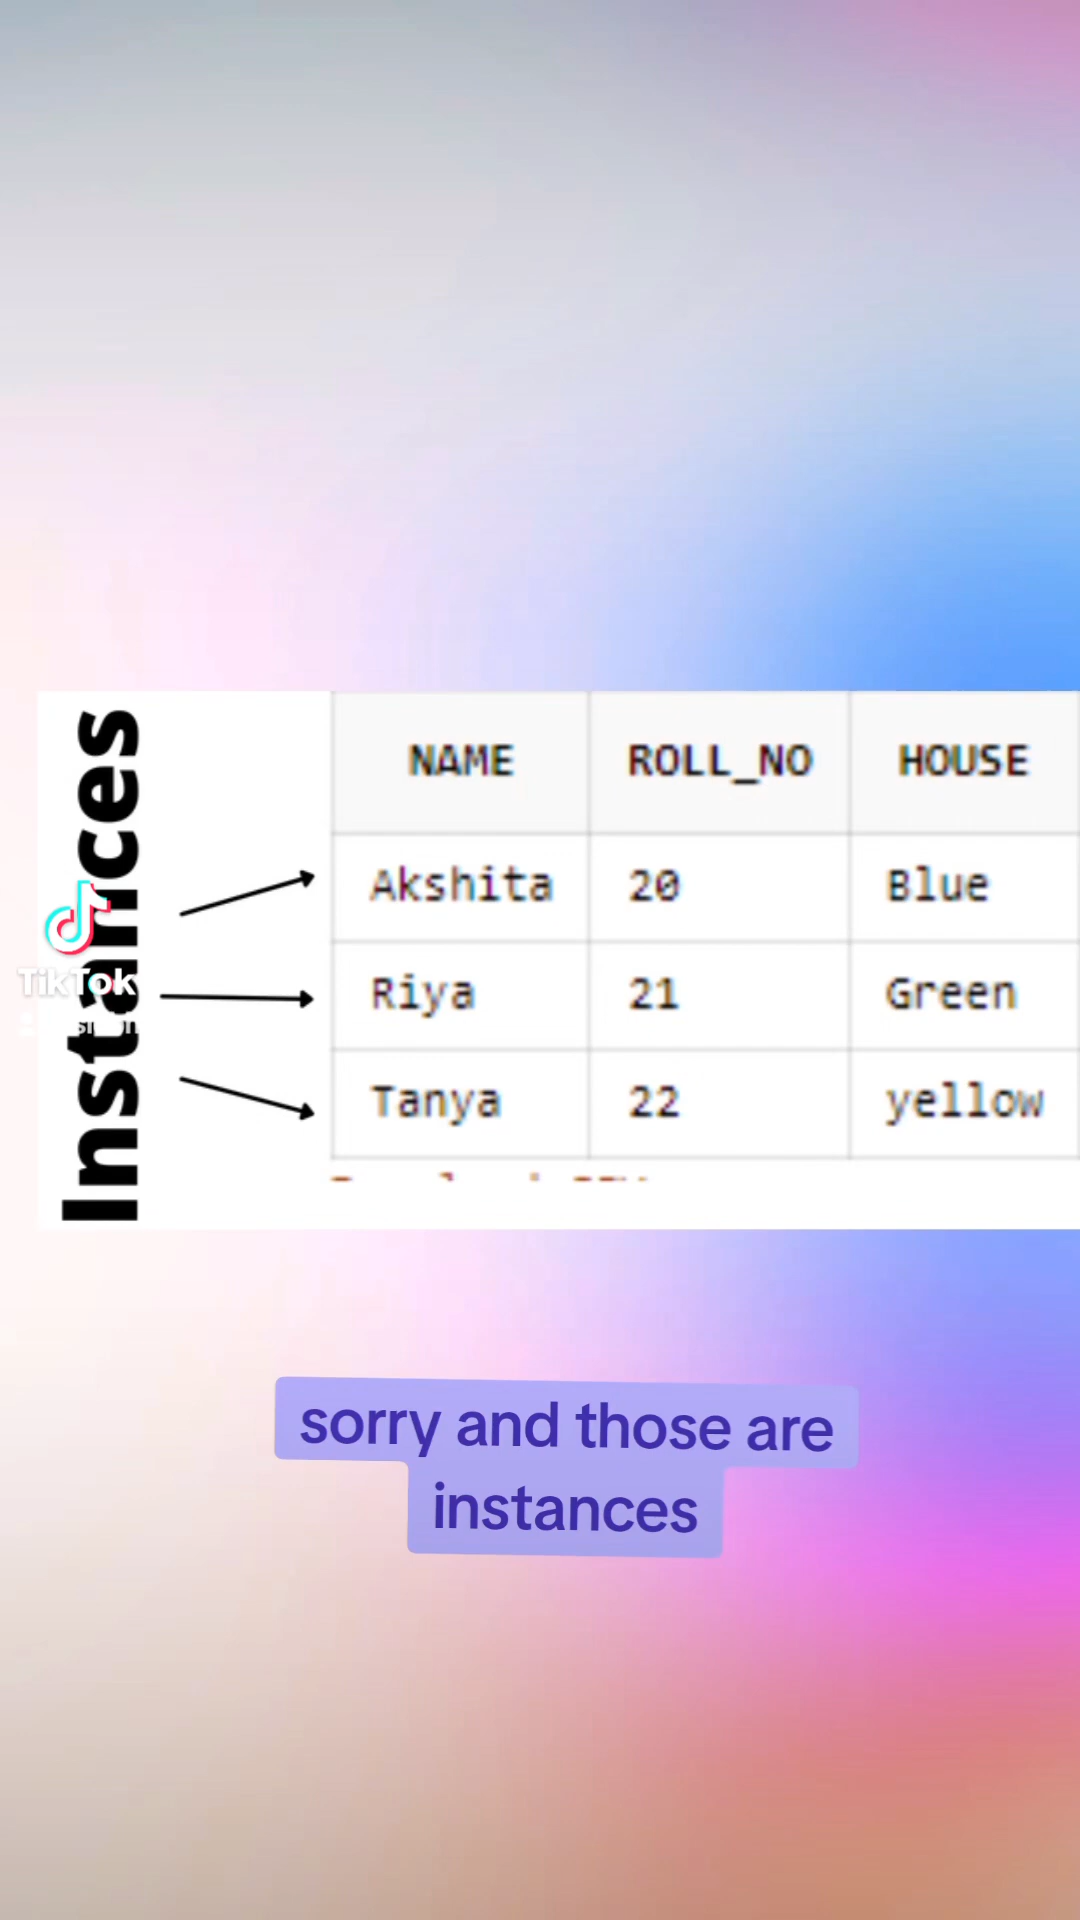 Instances
NAME ROLL_NO HOUSE
Akshita 20 Blue
Riya 21 Green
Tanya 22 yellow
TikTok
sorry and those are
instances